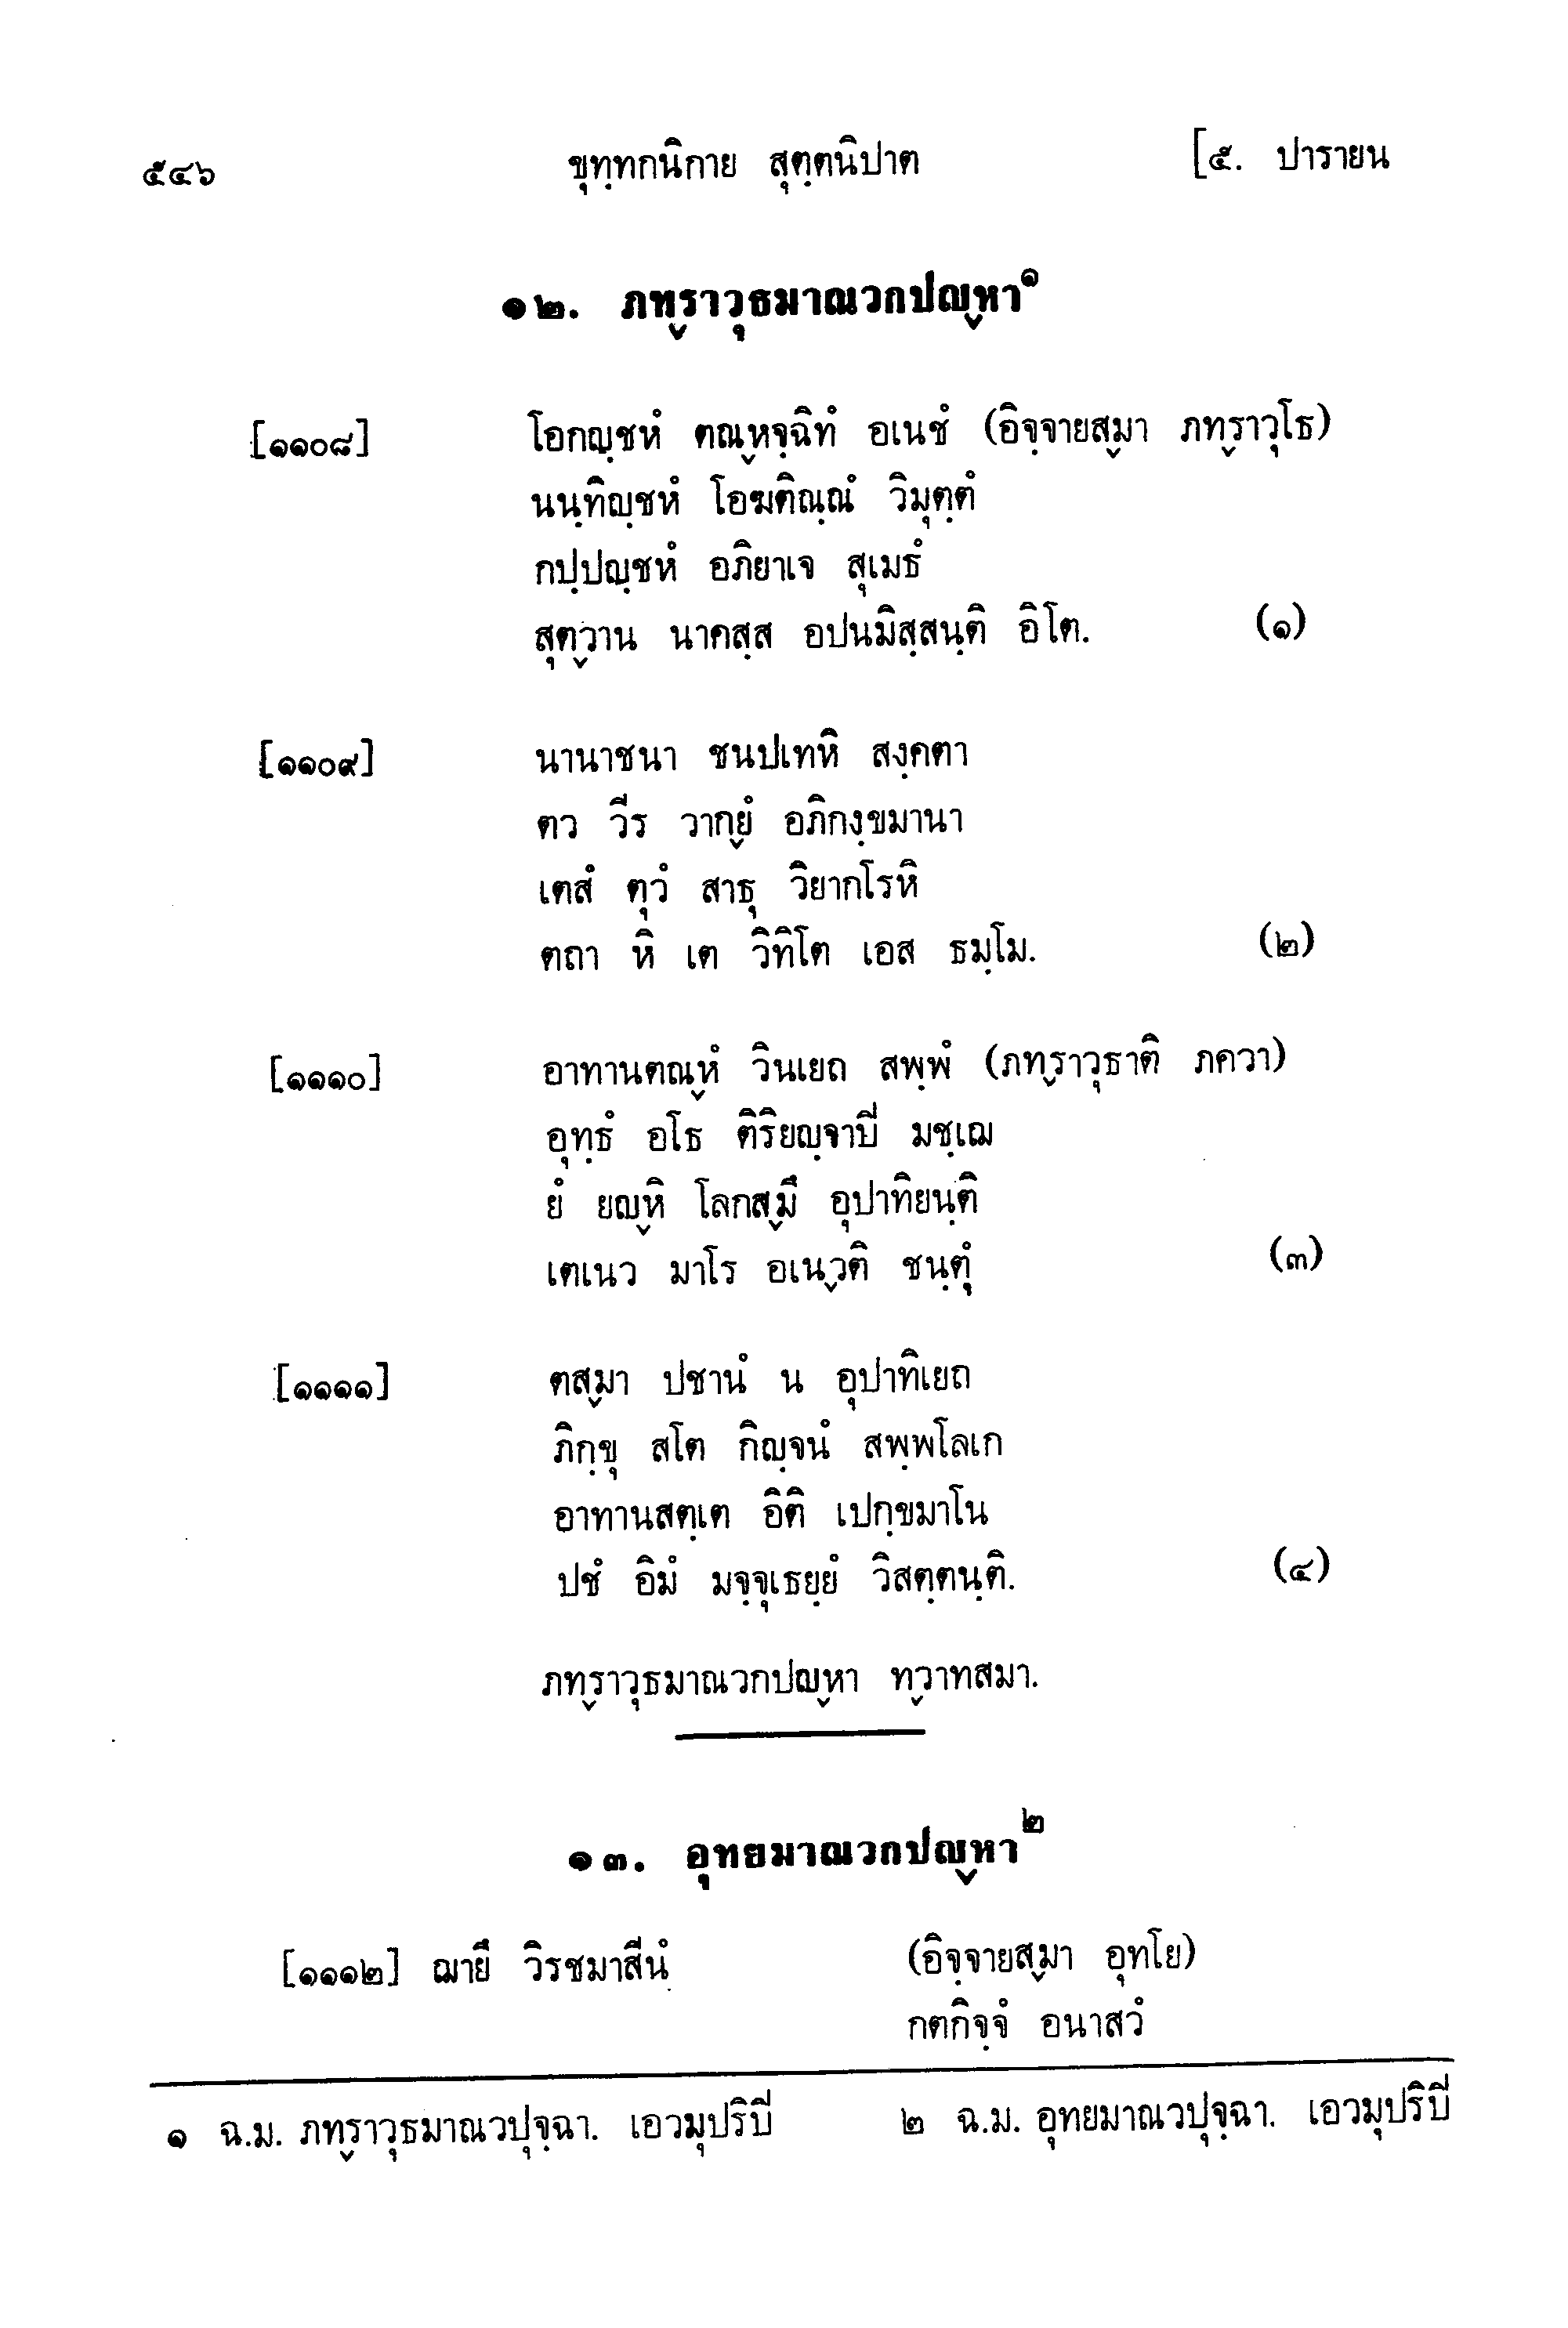 ๕๔๖ ขุทฺทกนิกาย สุตฺตนิปาต [๕. ปารายน
๑๒. ภทฺราวุธมาณวกปญฺหา๑
[๑๑๐๘] โอกญฺชหํ ตณฺหจฺฉิทํ อเนชํ (อิจฺจายสฺมา ภทฺราวุโธ)
นนฺทิญฺชหํ โอฆติณฺณํ วิมุตฺตํ
กปฺปญฺชหํ อภิยาเจ สุเมธํ
สุตฺวาน นาคสฺส อปนมิสฺสนฺติ อิโต. (๑)
[๑๑๐๙] นานาชนา ชนปเทหิ สงฺคตา
ตว วีร วากฺยํ อภิกงฺขมานา
เตสํ ตุวํ สาธุ วิยากโรหิ
ตถา หิ เต วิทิโต เอส ธมฺโม. (๒)
[๑๑๑๐] อาทานตณฺหํ วินเยถ สพฺพํ (ภทฺราวุธาติ ภควา)
อุทฺธํ อโธ ติริยญฺจาปิ มชฺเฌ
ยํ ยญฺหิ โลกสฺมึ อุปาทิยนฺติ
เตเนว มาโร อเนฺวติ ชนฺตุํ (๓)
[๑๑๑๑] ตสฺมา ปชานํ น อุปาทิเยถ
ภิกฺขุ สโต กิญฺจนํ สพฺพโลเก
อาทานสตฺเต อิติ เปกฺขมาโน
ปชํ อิมํ มจฺจุเธยฺยํ วิสตฺตนฺติ. (๔)
ภทฺราวุธมาณวกปญฺหา ทฺวาทสมา.
๑๓. อุทยมาณวกปญฺหา๒
[๑๑๑๒] ฌายึ วิรชมาสีนํ (อิจฺจายสฺมา อุทโย)
กตกิจฺจํ อนาสวํ
๑ ฉ.ม. ภทฺราวุธมาณวปุจฺฉา. เอวมุปริปี ๒ ฉ.ม. อุทยมาณวปุจฺฉา. เอวมุปริปี